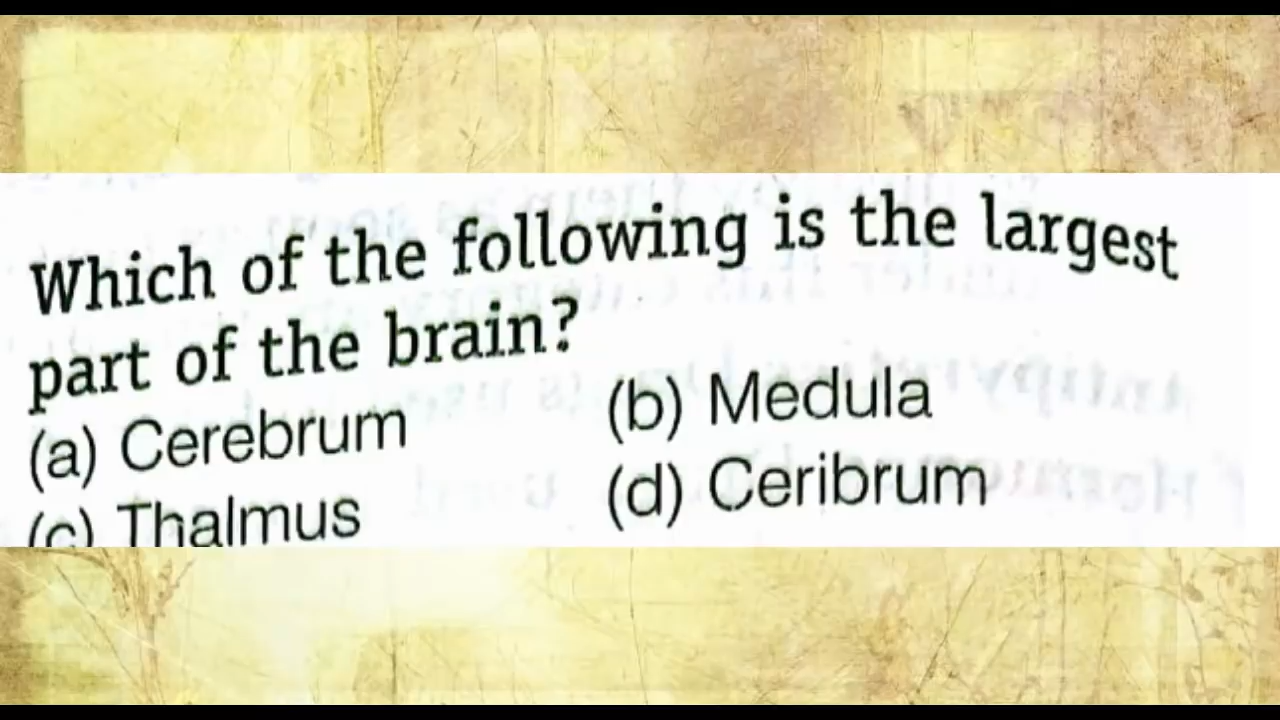 Which of the following is the largest
part of the brain?
(a) Cerebrum (b) Medula
(c) Thalmus (d) Ceribrum